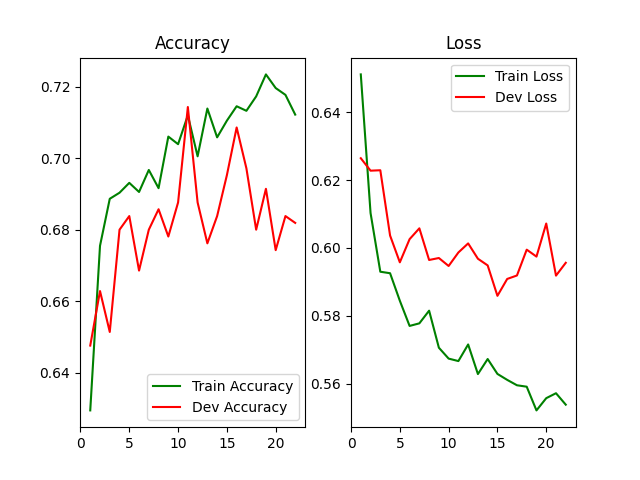 Accuracy
0.72
0.70
0.68
0.66
0.64
0 5 10 15 20
Train Accuracy
Dev Accuracy
Loss
0.64
0.62
0.60
0.58
0.56
0 5 10 15 20
Train Loss
Dev Loss